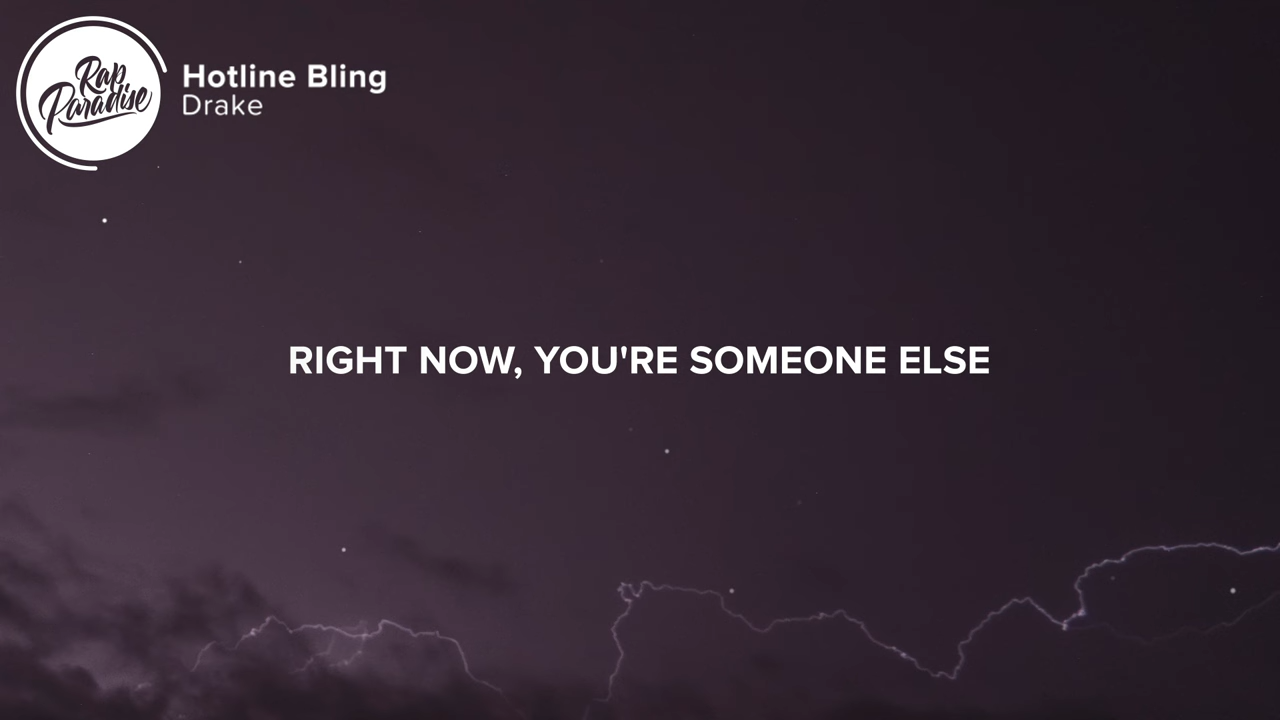 Rap
Paradise
Hotline Bling
Drake
RIGHT NOW, YOU'RE SOMEONE ELSE